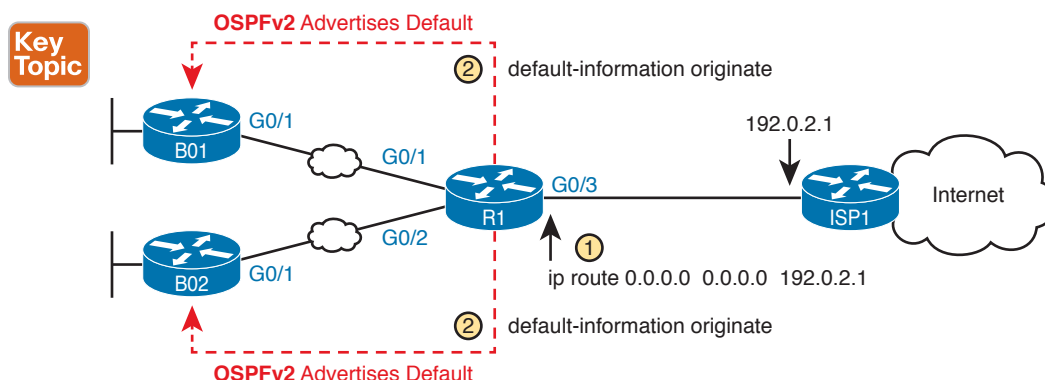 Key
Topic
OSPFv2 Advertises Default
2 default-information originate
192.0.2.1
G0/1
B01
G0/1
G0/3
R1
ISP1
Internet
G0/2
B02
G0/1
1
ip route 0.0.0.0 0.0.0.0 192.0.2.1
2 default-information originate
OSPFv2 Advertises Default